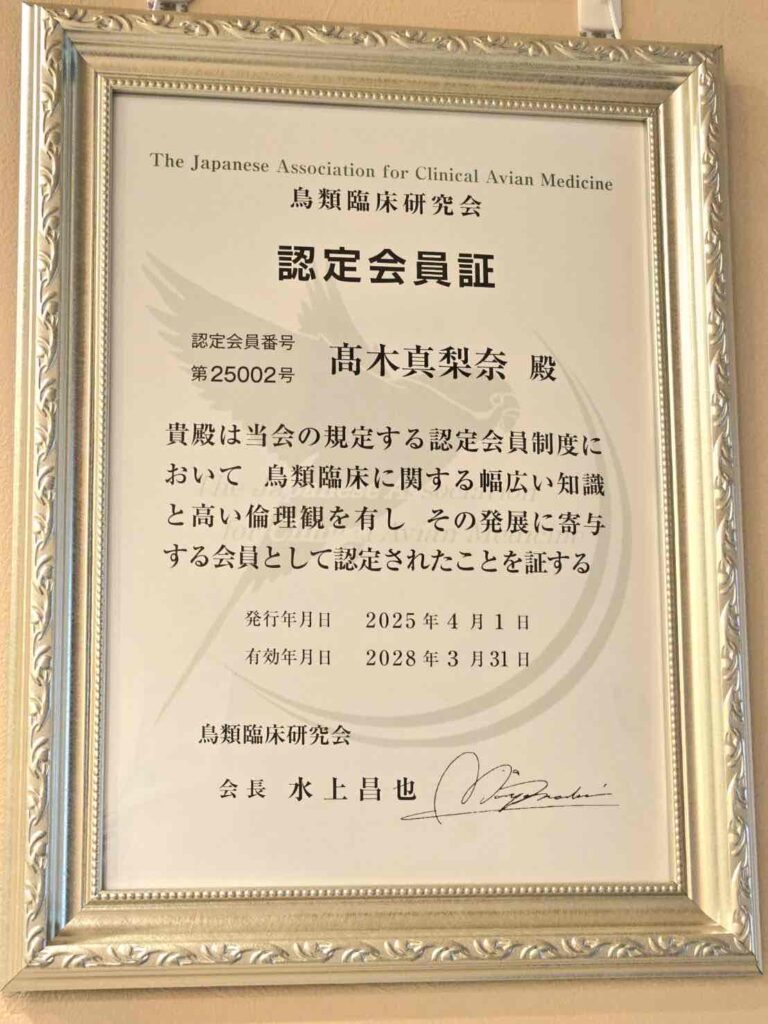 The Japanese Association for Clinical Avian Medicine
鳥類臨床研究会
認定会員証
認定会員番号
第25002号
髙木真梨奈 殿
貴殿は当会の規定する認定会員制度に
おいて 鳥類臨床に関する幅広い知識
と高い倫理観を有し その発展に寄与
する会員として認定されたことを証する
発行年月日 2025年4月1日
有効年月日 2028年3月31日
鳥類臨床研究会
会長 水上昌也